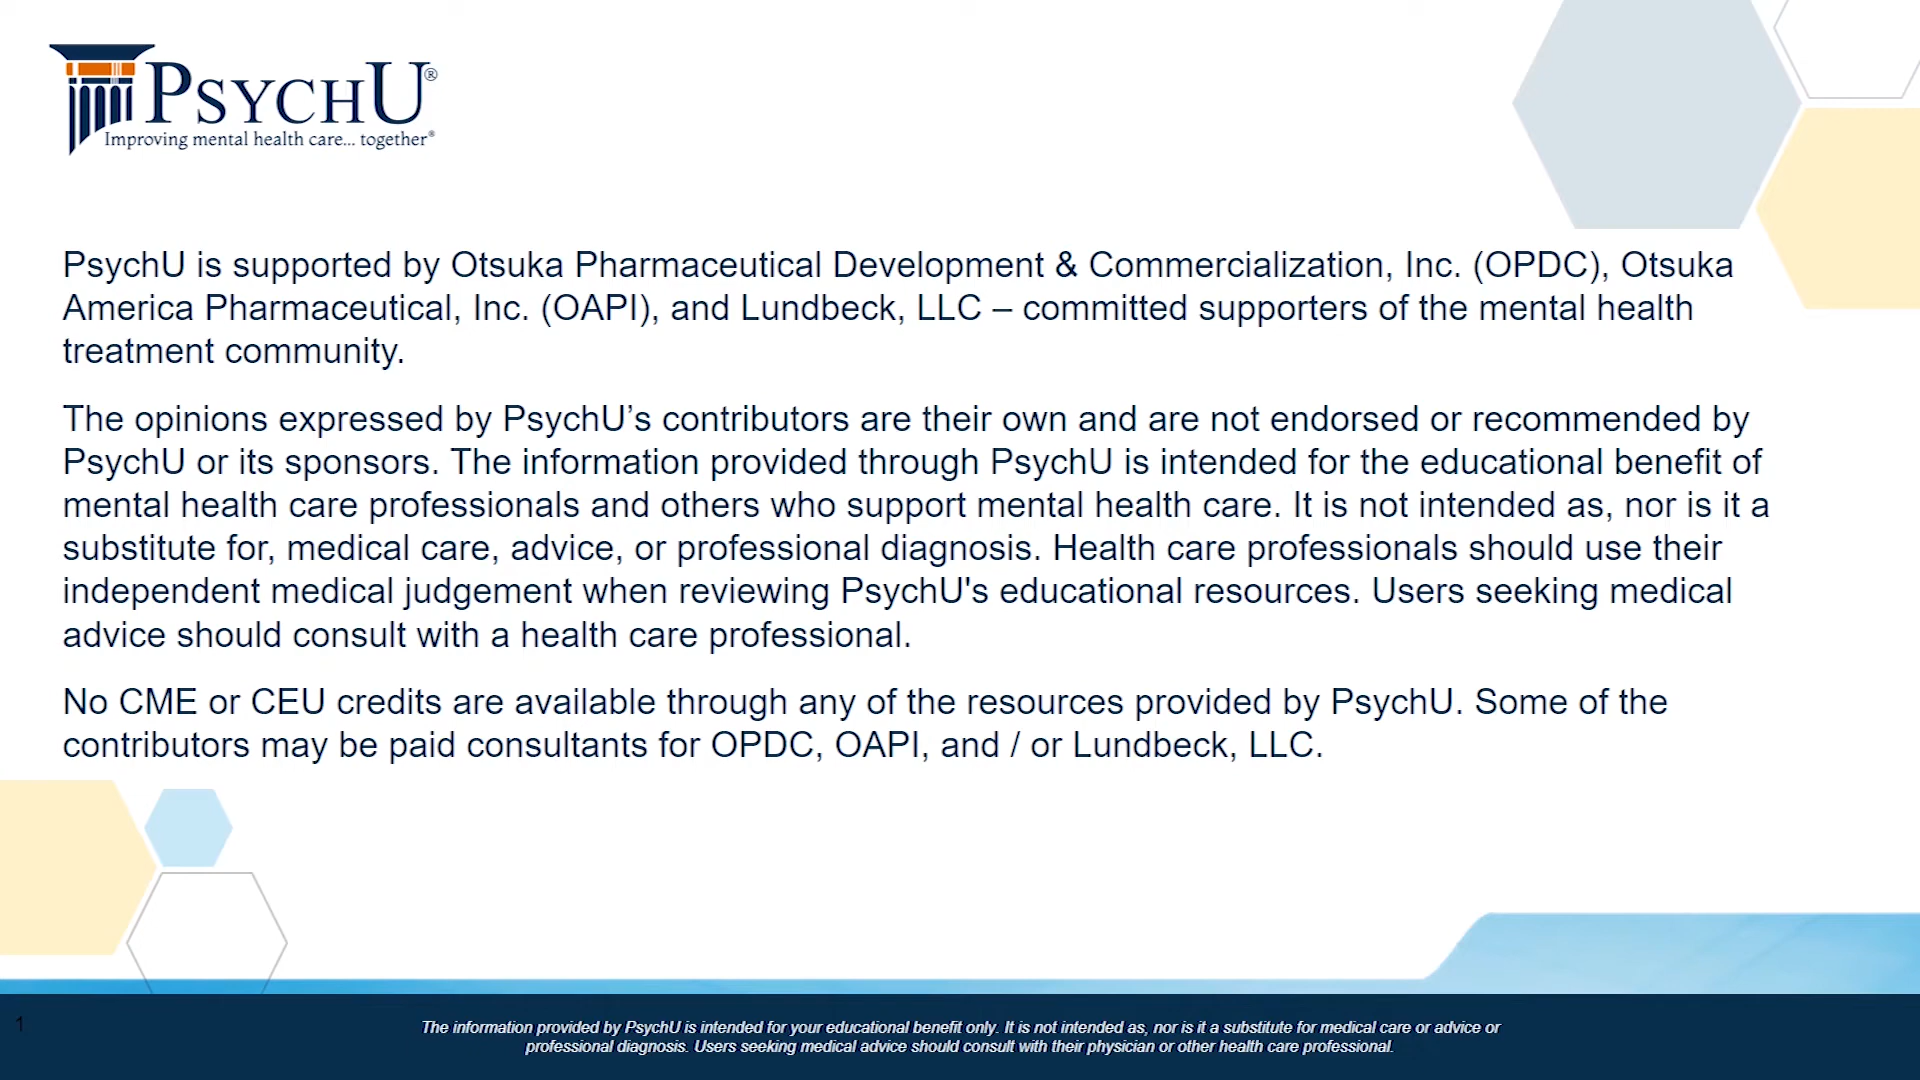 PSYCHU®
Improving mental health care... together®
PsychU is supported by Otsuka Pharmaceutical Development & Commercialization, Inc. (OPDC), Otsuka
America Pharmaceutical, Inc. (OAPI), and Lundbeck, LLC – committed supporters of the mental health
treatment community.
The opinions expressed by PsychU’s contributors are their own and are not endorsed or recommended by
PsychU or its sponsors. The information provided through PsychU is intended for the educational benefit of
mental health care professionals and others who support mental health care. It is not intended as, nor is it a
substitute for, medical care, advice, or professional diagnosis. Health care professionals should use their
independent medical judgement when reviewing PsychU's educational resources. Users seeking medical
advice should consult with a health care professional.
No CME or CEU credits are available through any of the resources provided by PsychU. Some of the
contributors may be paid consultants for OPDC, OAPI, and / or Lundbeck, LLC.
1
The information provided by PsychU is intended for your educational benefit only. It is not intended as, nor is it a substitute for medical care or advice or
professional diagnosis. Users seeking medical advice should consult with their physician or other health care professional.